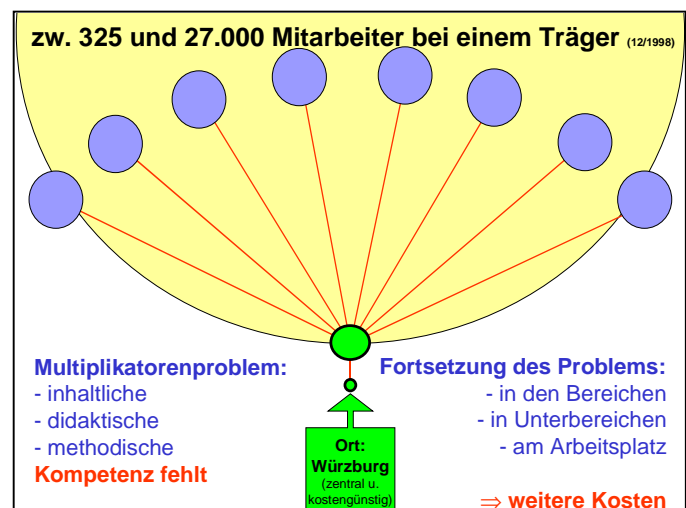 zw. 325 und 27.000 Mitarbeiter bei einem Träger (12/1998)
Multiplikatorenproblem:
- inhaltliche
- didaktische
- methodische
Kompetenz fehlt
Ort:
Würzburg
(zentral u.
kostengünstig)
Fortsetzung des Problems:
- in den Bereichen
- in Unterbereichen
- am Arbeitsplatz
⇒ weitere Kosten